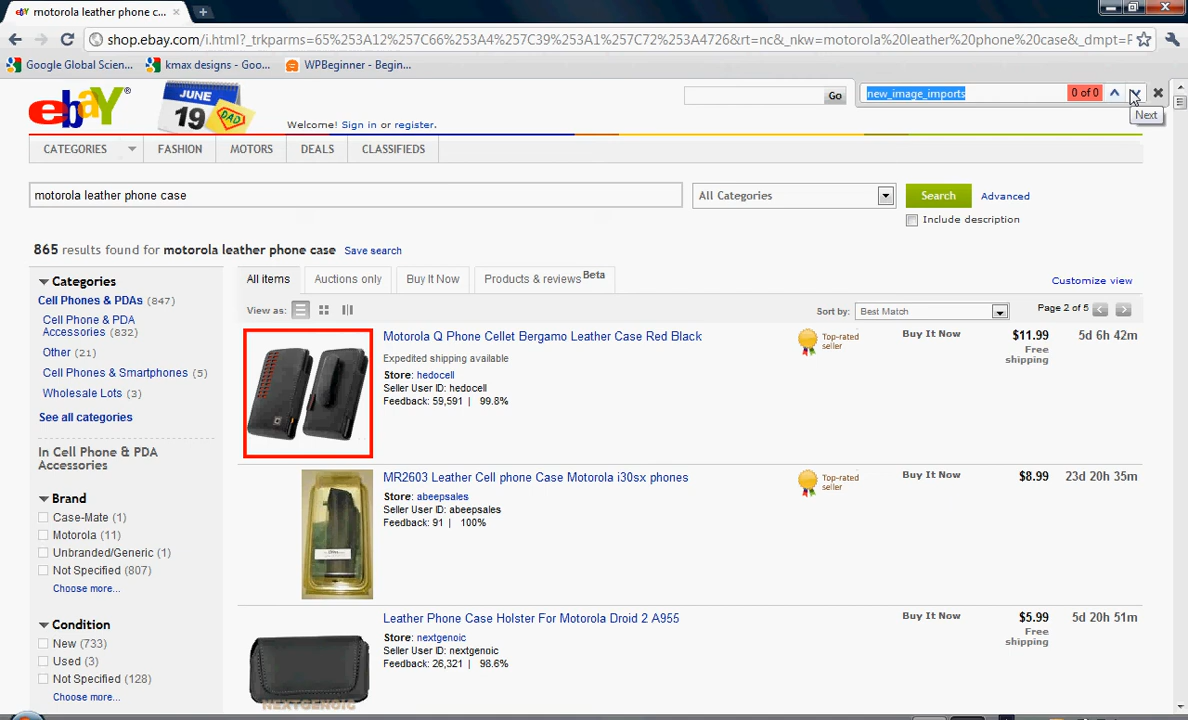 motorola leather phone c...
shop.ebay.com/i.html?_trkparms=65%253A12%257C66%253A4%257C39%253A1%257C72%253A4726&rt=nc&_nkw=motorola%20leather%20phone%20case&_dmpt=F
Google Global Scien... kmax designs - Goo... WPBeginner - Begin...
new_image_imports 0 of 0
Next
ebay®
JUNE
19 DAD
Go
Welcome! Sign in or register.
CATEGORIES FASHION MOTORS DEALS CLASSIFIEDS
motorola leather phone case All Categories Search Advanced
Include description
865 results found for motorola leather phone case Save search
Categories
Cell Phones & PDAs (847)
Cell Phone & PDA
Accessories (832)
Other (21)
Cell Phones & Smartphones (5)
Wholesale Lots (3)
See all categories
In Cell Phone & PDA
Accessories
Brand
Case-Mate (1)
Motorola (11)
Unbranded/Generic (1)
Not Specified (807)
Choose more...
Condition
New (733)
Used (3)
Not Specified (128)
Choose more...
All items Auctions only Buy It Now Products & reviews Beta
Customize view
View as: Sort by: Best Match Page 2 of 5
Motorola Q Phone Cellet Bergamo Leather Case Red Black
Expedited shipping available
Store: hedocell
Seller User ID: hedocell
Feedback: 59,591 | 99.8%
Top-rated
seller
Buy It Now
$11.99
Free
shipping
5d 6h 42m
MR2603 Leather Cell phone Case Motorola i30sx phones
Store: abeepsales
Seller User ID: abeepsales
Feedback: 91 | 100%
Top-rated
seller
Buy It Now
$8.99
23d 20h 35m
Leather Phone Case Holster For Motorola Droid 2 A955
Store: nextgenoic
Seller User ID: nextgenoic
Feedback: 26,321 | 98.6%
Buy It Now
$5.99
Free
shipping
5d 20h 51m
NEXTGENOIC